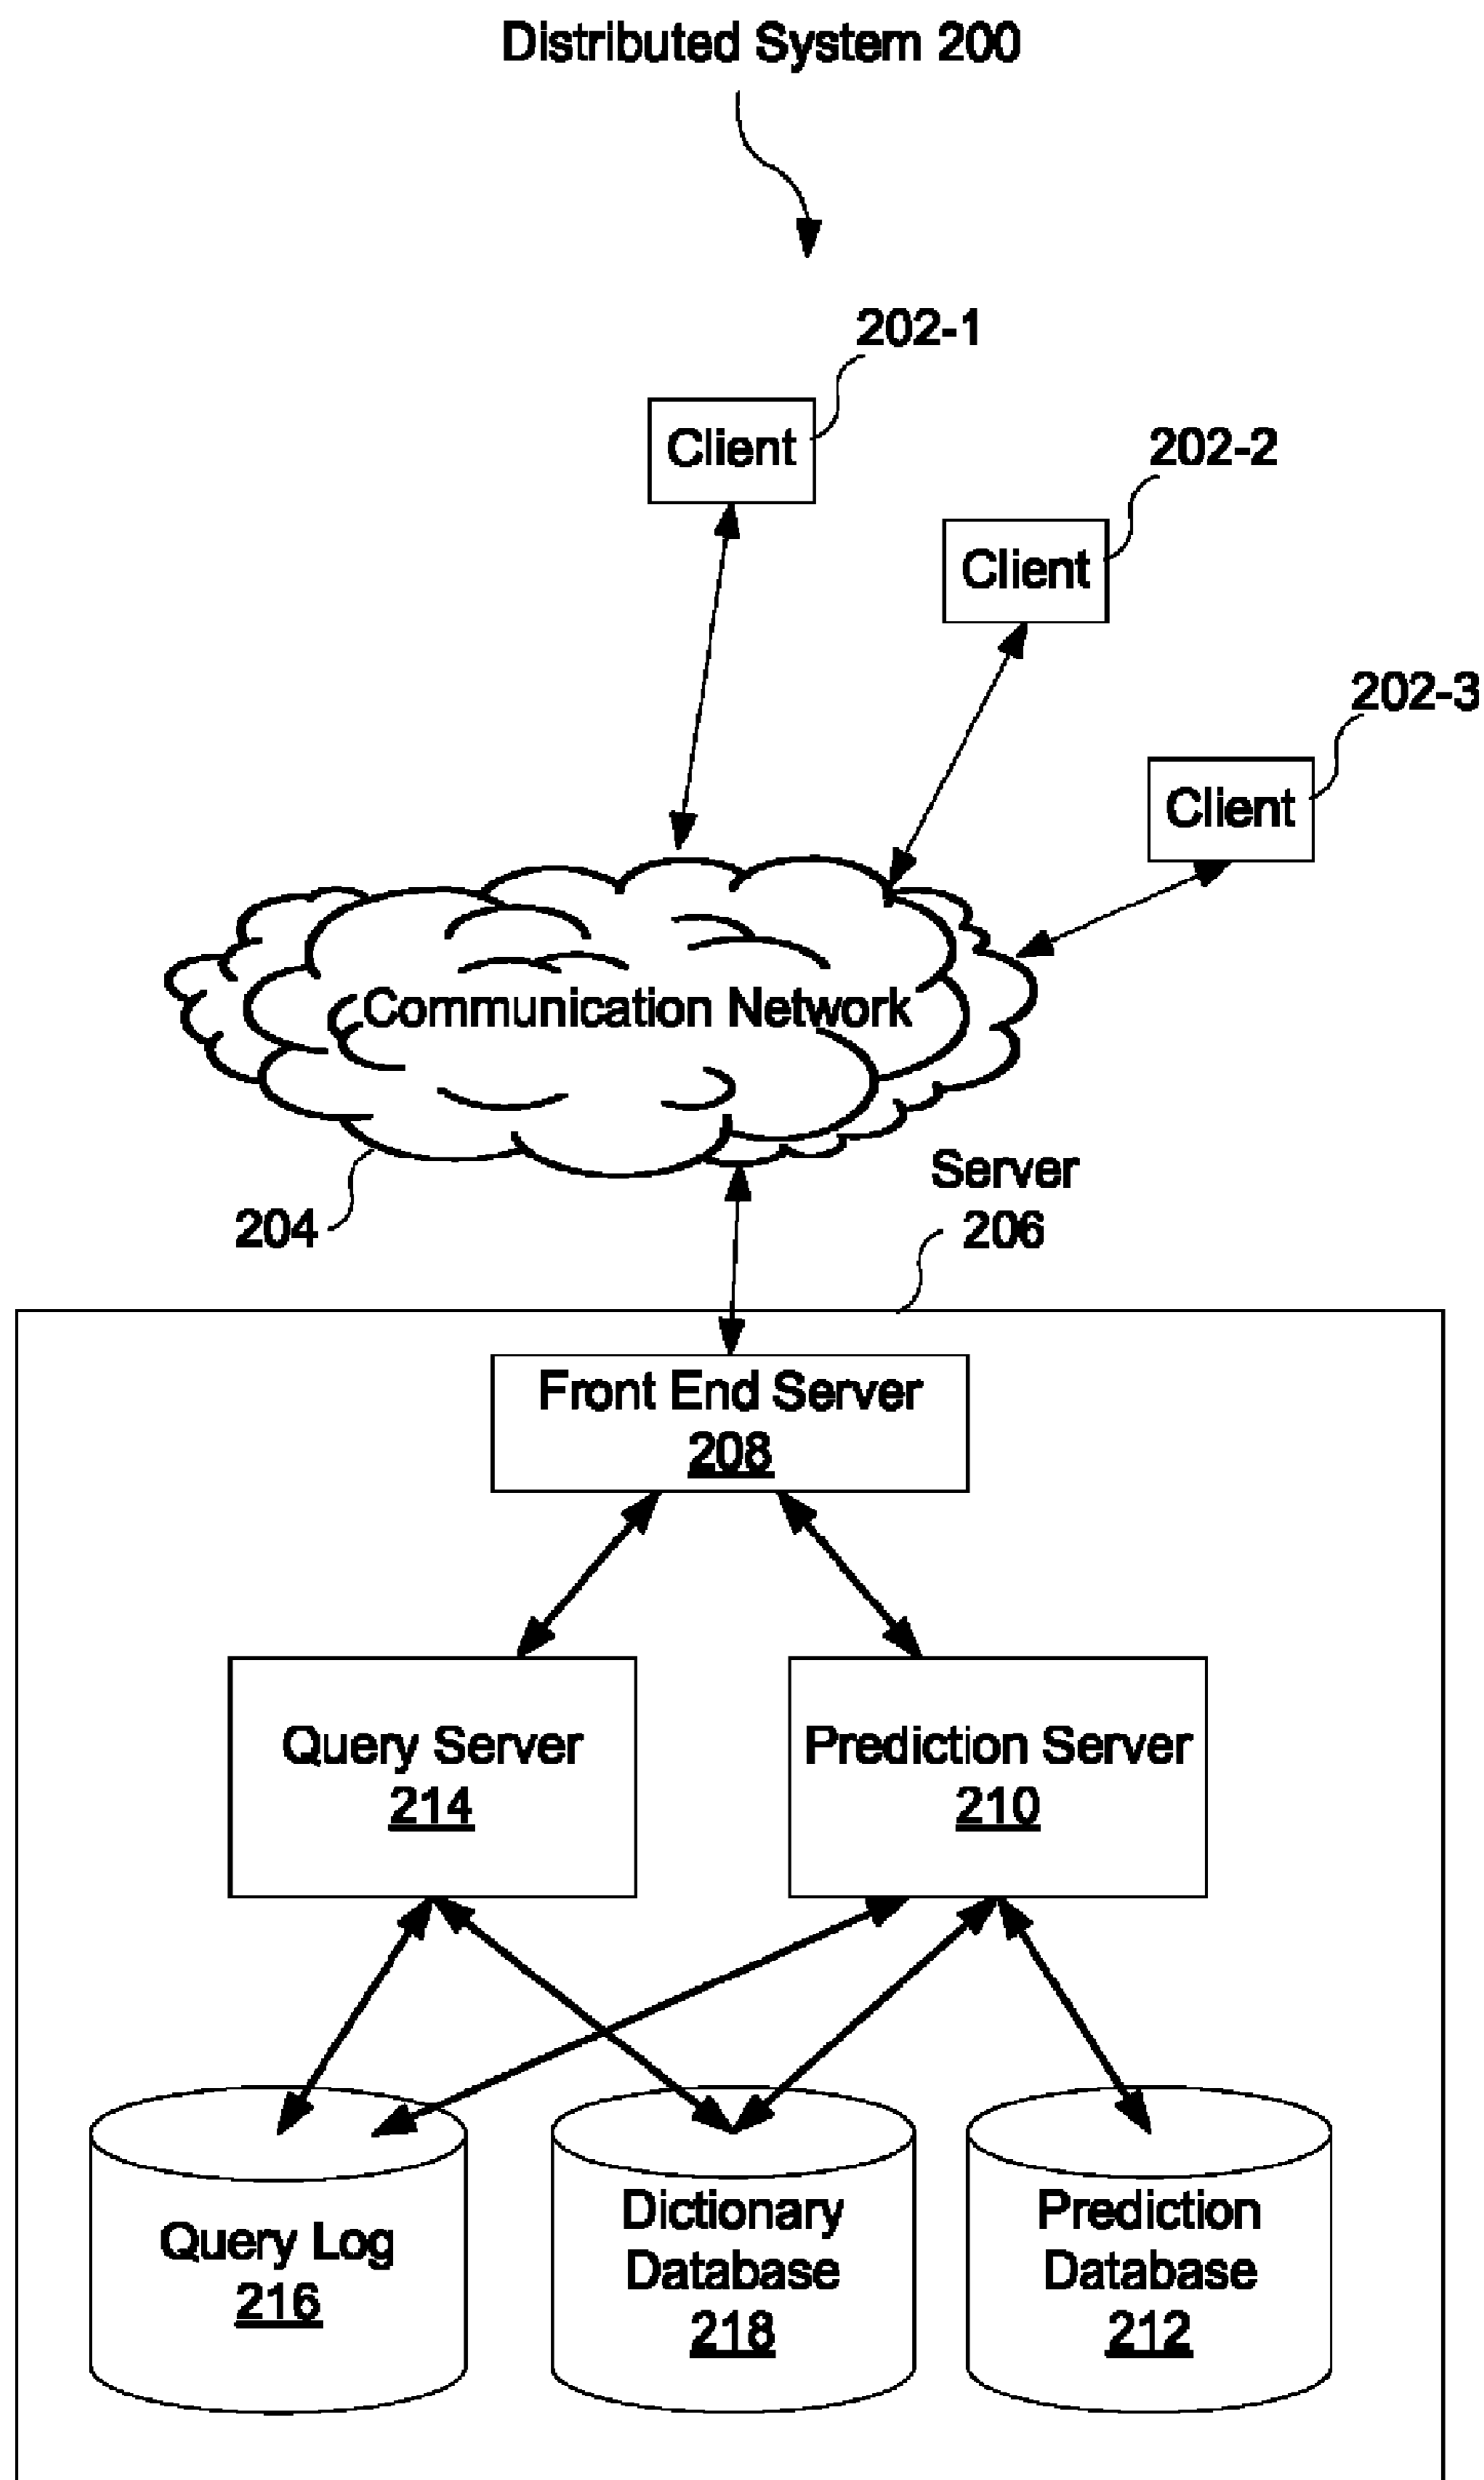 Distributed System 200
202-1
Client
202-2
Client
202-3
Client
Communication Network
204
Server
206
Front End Server
208
Query Server
214
Prediction Server
210
Query Log
216
Dictionary
Database
218
Prediction
Database
212